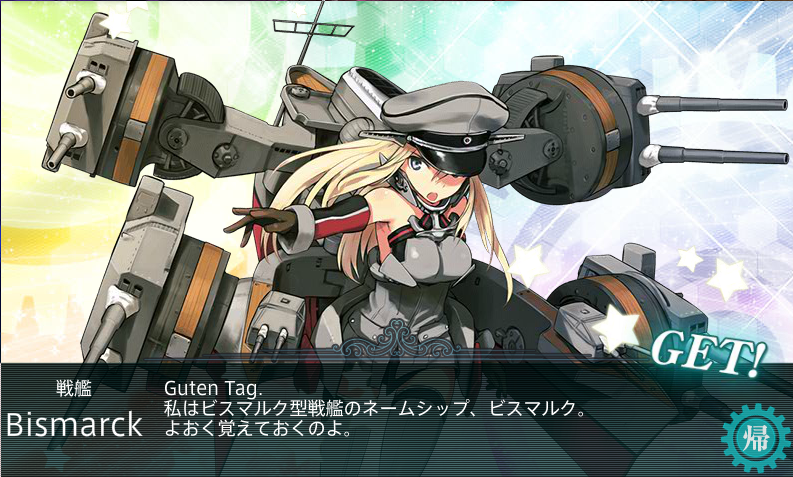 GET!
戦艦
Bismarck
Guten Tag.
私はビスマルク型戦艦のネームシップ、ビスマルク。
よおく覚えておくのよ。
帰